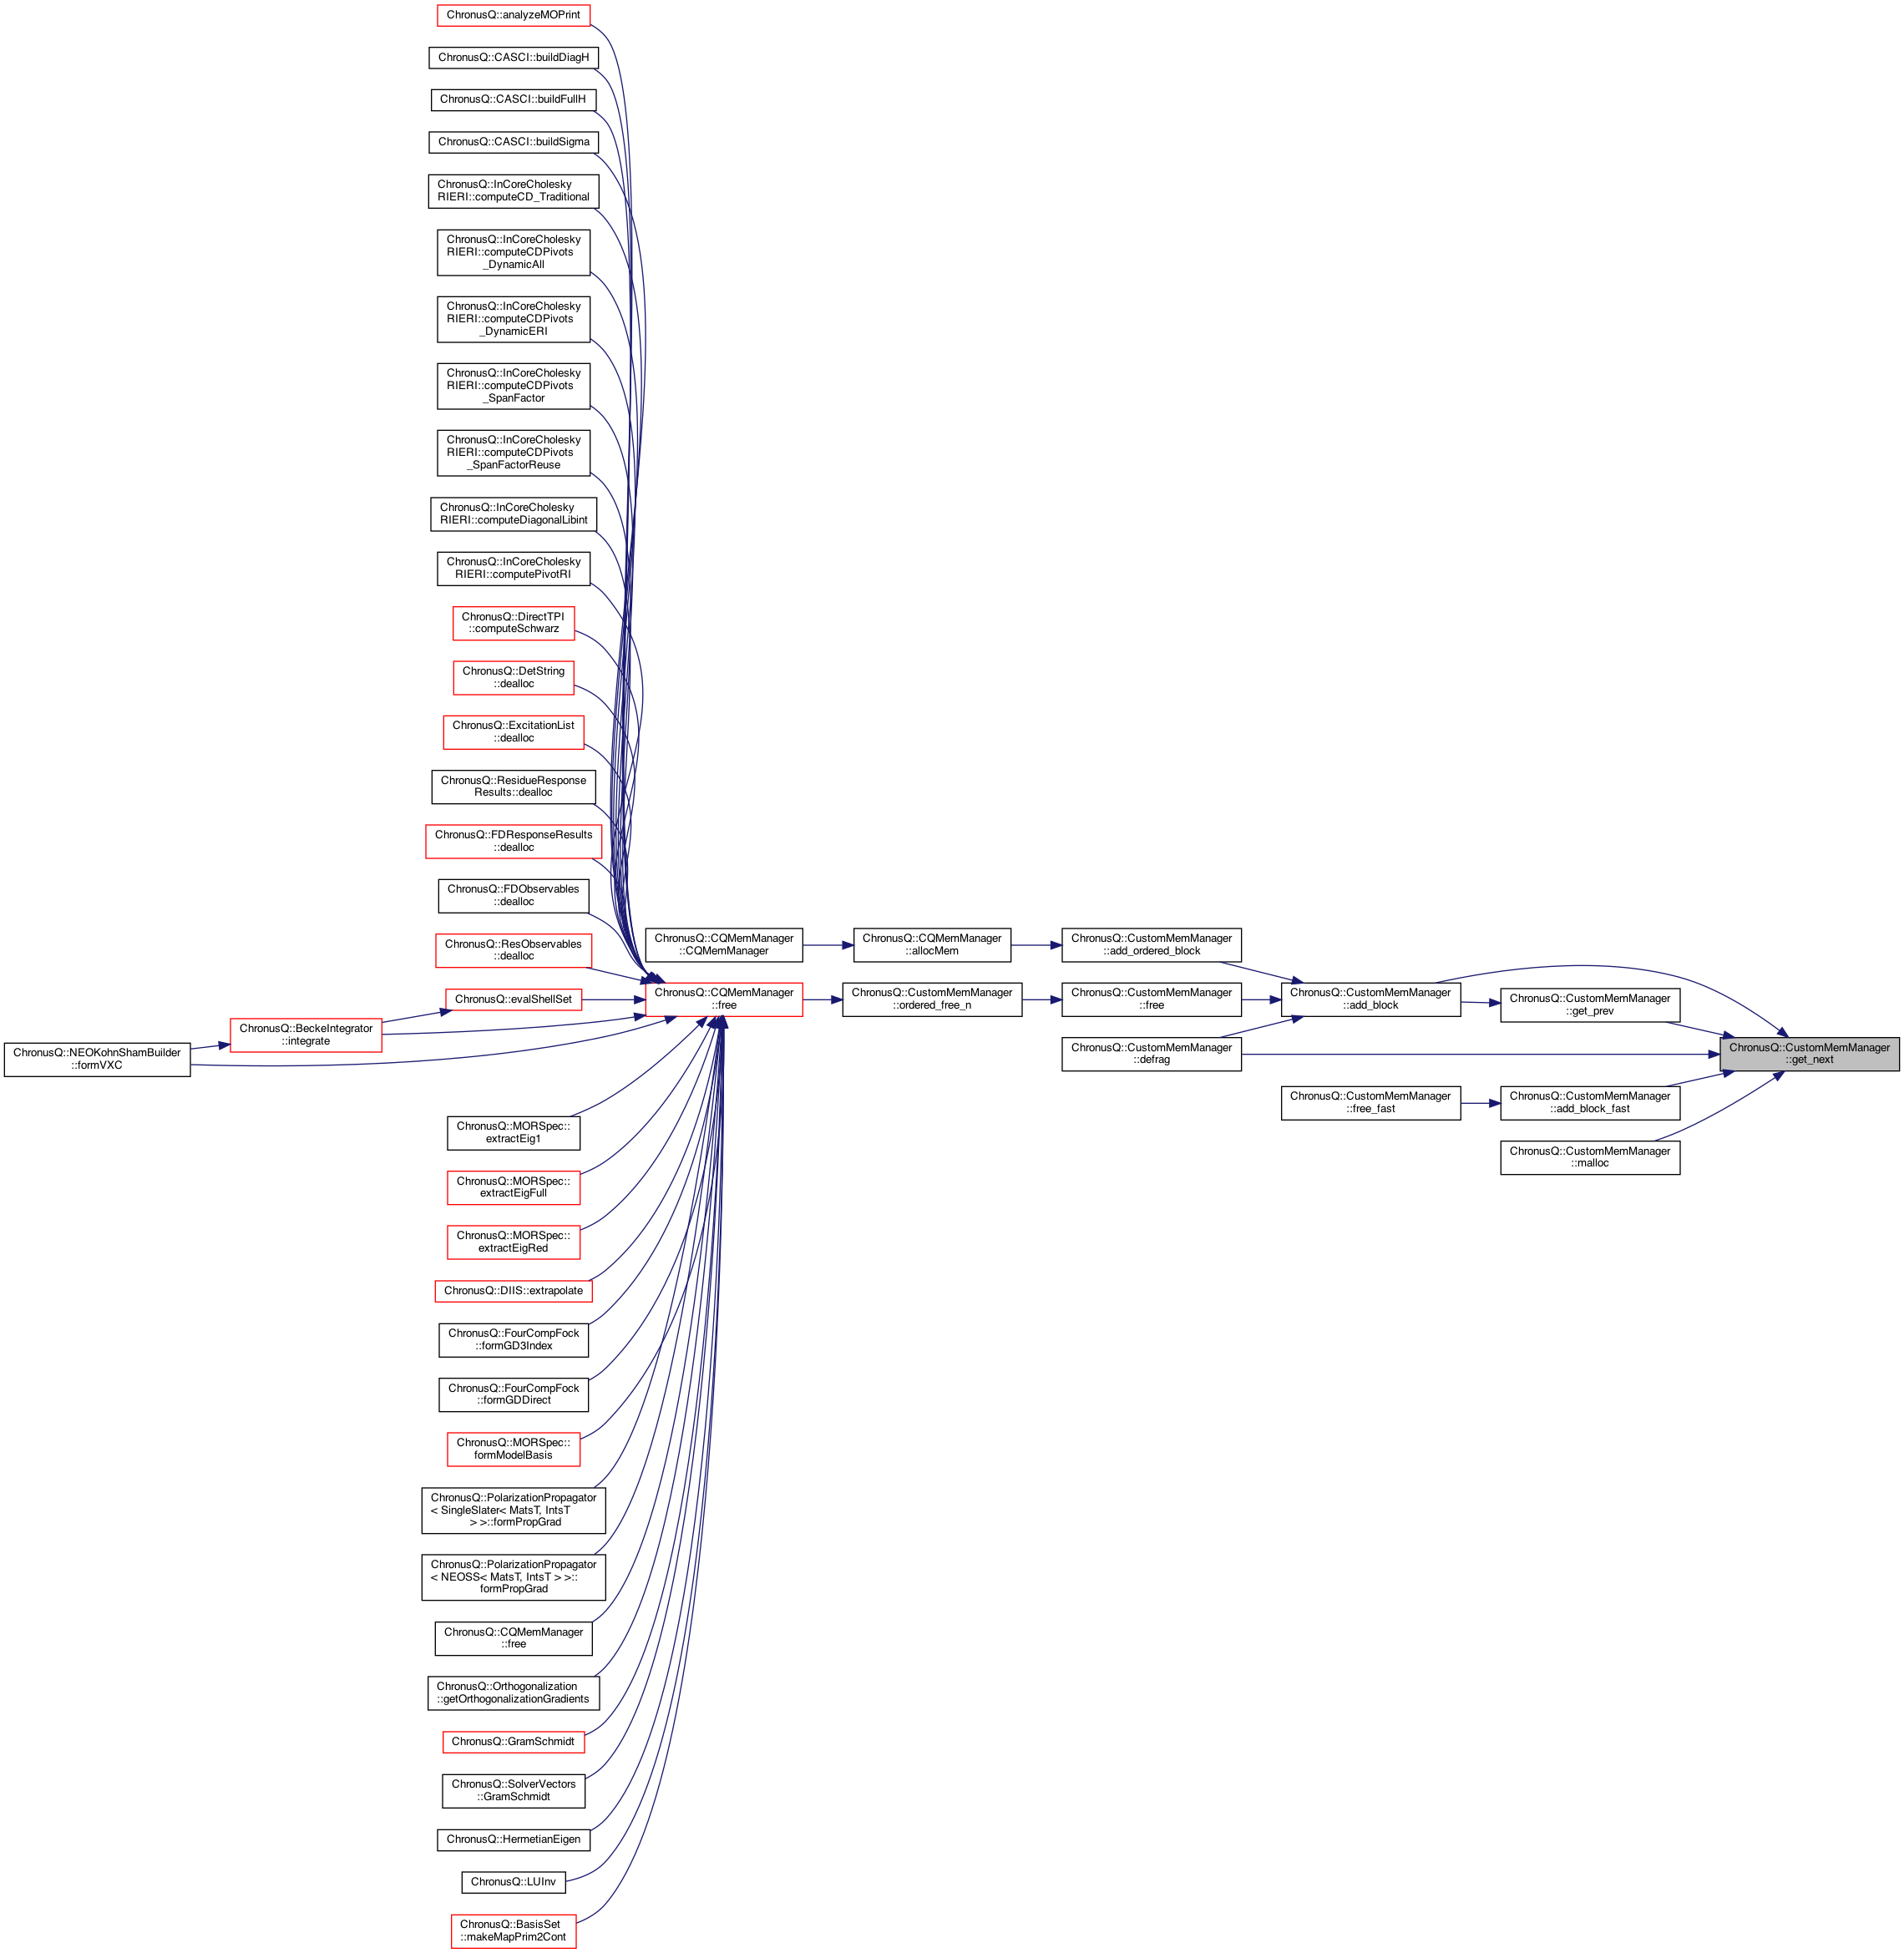 ChronusQ::analyzeMOPrint
ChronusQ::CASCI::buildDiagH
ChronusQ::CASCI::buildFullH
ChronusQ::CASCI::buildSigma
ChronusQ::InCoreCholesky
RIERI::computeCD_Traditional
ChronusQ::InCoreCholesky
RIERI::computeCDPivots
_DynamicAll
ChronusQ::InCoreCholesky
RIERI::computeCDPivots
_DynamicERI
ChronusQ::InCoreCholesky
RIERI::computeCDPivots
_SpanFactor
ChronusQ::InCoreCholesky
RIERI::computeCDPivots
_SpanFactorReuse
ChronusQ::InCoreCholesky
RIERI::computeDiagonalLibint
ChronusQ::InCoreCholesky
RIERI::computePivotRI
ChronusQ::DirectTPI
::computeSchwarz
ChronusQ::DetString
::dealloc
ChronusQ::ExcitationList
::dealloc
ChronusQ::ResidueResponse
Results::dealloc
ChronusQ::FDResponseResults
::dealloc
ChronusQ::FDObservables
::dealloc
ChronusQ::ResObservables
::dealloc
ChronusQ::evalShellSet
ChronusQ::BeckeIntegrator
::integrate
ChronusQ::NEOKohnShamBuilder
::formVXC
ChronusQ::CQMemManager
::CQMemManager
ChronusQ::CQMemManager
::allocMem
ChronusQ::CustomMemManager
::add_ordered_block
ChronusQ::CQMemManager
::free
ChronusQ::CustomMemManager
::ordered_free_n
ChronusQ::CustomMemManager
::free
ChronusQ::CustomMemManager
::add_block
ChronusQ::CustomMemManager
::get_prev
ChronusQ::CustomMemManager
::defrag
ChronusQ::CustomMemManager
::get_next
ChronusQ::CustomMemManager
::free_fast
ChronusQ::CustomMemManager
::add_block_fast
ChronusQ::CustomMemManager
::malloc
ChronusQ::MORSpec::
extractEig1
ChronusQ::MORSpec::
extractEigFull
ChronusQ::MORSpec::
extractEigRed
ChronusQ::DIIS::extrapolate
ChronusQ::FourCompFock
::formGD3Index
ChronusQ::FourCompFock
::formGDDirect
ChronusQ::MORSpec::
formModelBasis
ChronusQ::PolarizationPropagator
< SingleSlater< MatsT, IntsT
> >::formPropGrad
ChronusQ::PolarizationPropagator
< NEOSS< MatsT, IntsT > >::
formPropGrad
ChronusQ::CQMemManager
::free
ChronusQ::Orthogonalization
::getOrthogonalizationGradients
ChronusQ::GramSchmidt
ChronusQ::SolverVectors
::GramSchmidt
ChronusQ::HermetianEigen
ChronusQ::LUInv
ChronusQ::BasisSet
::makeMapPrim2Cont